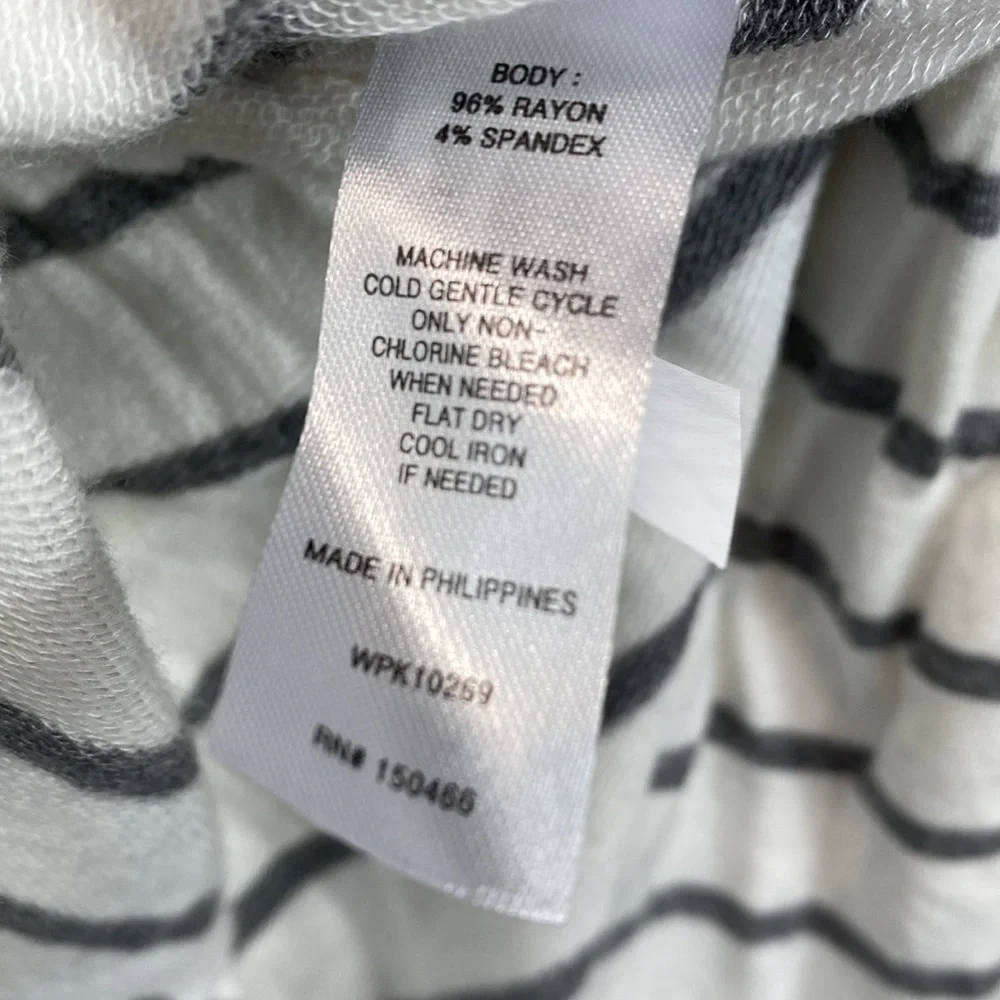 BODY :
96% RAYON
4% SPANDEX
MACHINE WASH
COLD GENTLE CYCLE
ONLY NON-
CHLORINE BLEACH
WHEN NEEDED
FLAT DRY
COOL IRON
IF NEEDED
MADE IN PHILIPPINES
WPK10269
RN# 150466